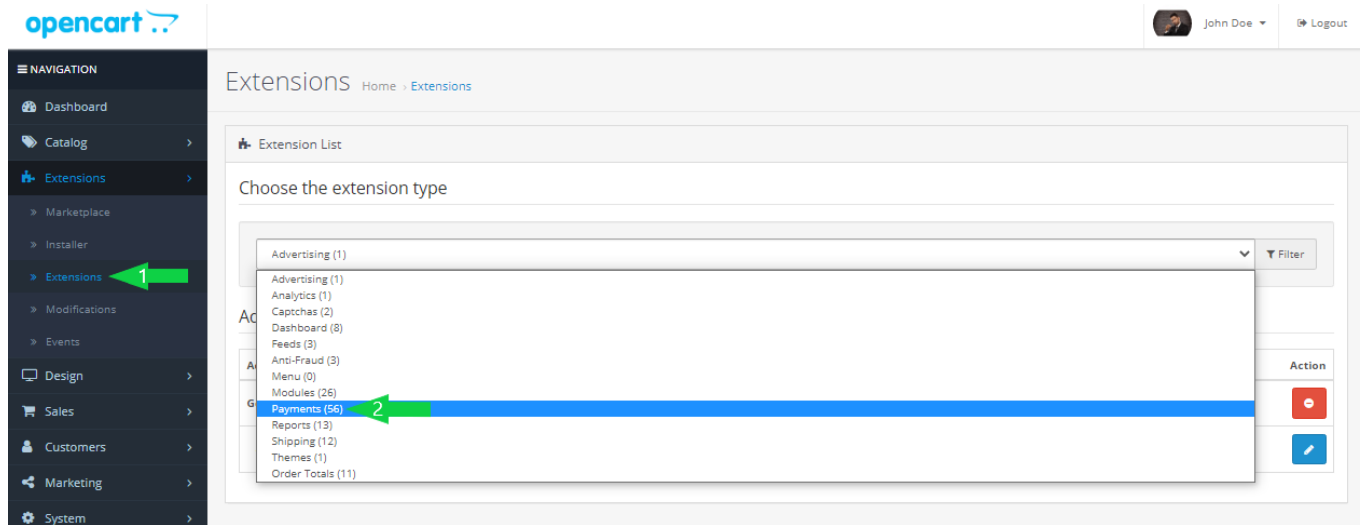 opencart
John Doe
Logout
NAVIGATION
Dashboard
Catalog
Extensions
» Marketplace
» Installer
» Extensions
1
» Modifications
» Events
Design
Sales
Customers
Marketing
System
Extensions Home › Extensions
Extension List
Choose the extension type
Advertising (1)
Filter
Advertising (1)
Analytics (1)
Captchas (2)
Dashboard (8)
Feeds (3)
Anti-Fraud (3)
Menu (0)
Modules (26)
Payments (56) 2
Reports (13)
Shipping (12)
Themes (1)
Order Totals (11)
Action